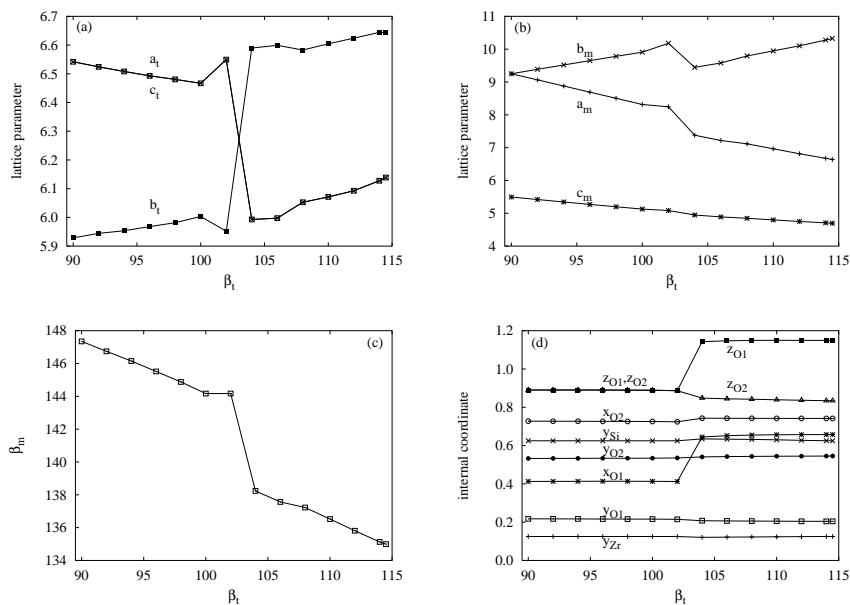 (a)
6.7
6.6
6.5
6.4
6.3
6.2
6.1
6.0
5.9
lattice parameter
a_t
c_t
b_t
90 95 100 105 110 115
β_t
(b)
11
10
9
8
7
6
5
4
lattice parameter
b_m
a_m
c_m
90 95 100 105 110 115
β_t
(c)
148
146
144
142
140
138
136
134
β_m
90 95 100 105 110 115
β_t
(d)
1.2
1.0
0.8
0.6
0.4
0.2
0.0
internal coordinate
z_O1
z_O1,z_O2
z_O2
x_O2
y_Si
y_O2
x_O1
y_O1
y_Zr
90 95 100 105 110 115
β_t